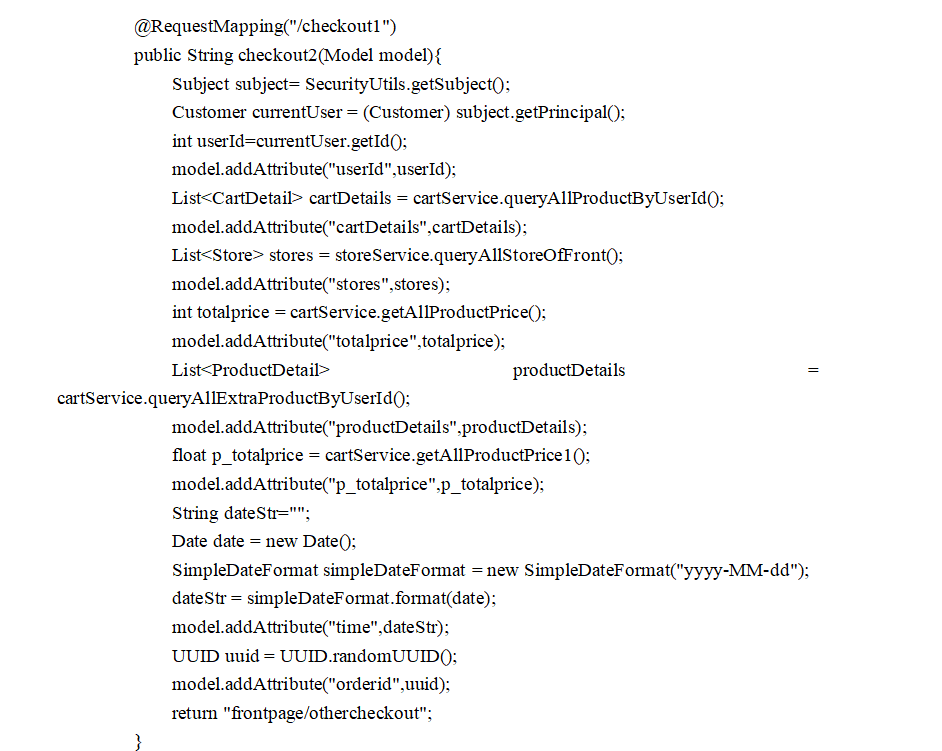 @RequestMapping("/checkout1")
public String checkout2(Model model){
Subject subject= SecurityUtils.getSubject();
Customer currentUser = (Customer) subject.getPrincipal();
int userId=currentUser.getId();
model.addAttribute("userId",userId);
List<CartDetail> cartDetails = cartService.queryAllProductByUserId();
model.addAttribute("cartDetails",cartDetails);
List<Store> stores = storeService.queryAllStoreOfFront();
model.addAttribute("stores",stores);
int totalprice = cartService.getAllProductPrice();
model.addAttribute("totalprice",totalprice);
List<ProductDetail> productDetails =
cartService.queryAllExtraProductByUserId();
model.addAttribute("productDetails",productDetails);
float p_totalprice = cartService.getAllProductPrice1();
model.addAttribute("p_totalprice",p_totalprice);
String dateStr="";
Date date = new Date();
SimpleDateFormat simpleDateFormat = new SimpleDateFormat("yyyy-MM-dd");
dateStr = simpleDateFormat.format(date);
model.addAttribute("time",dateStr);
UUID uuid = UUID.randomUUID();
model.addAttribute("orderid",uuid);
return "frontpage/othercheckout";
}